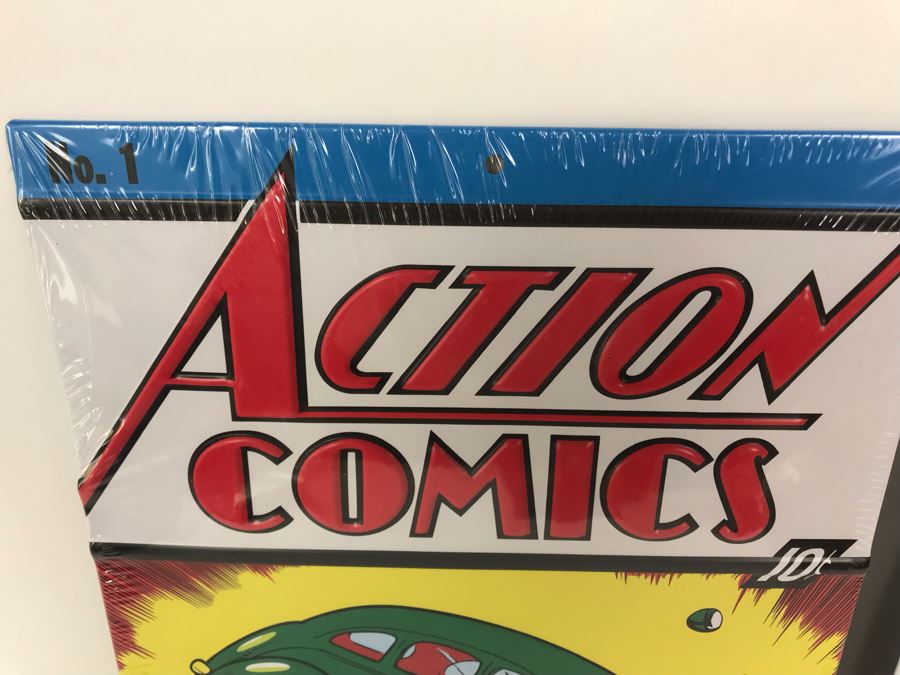 No. 1
ACTION
COMICS
10¢